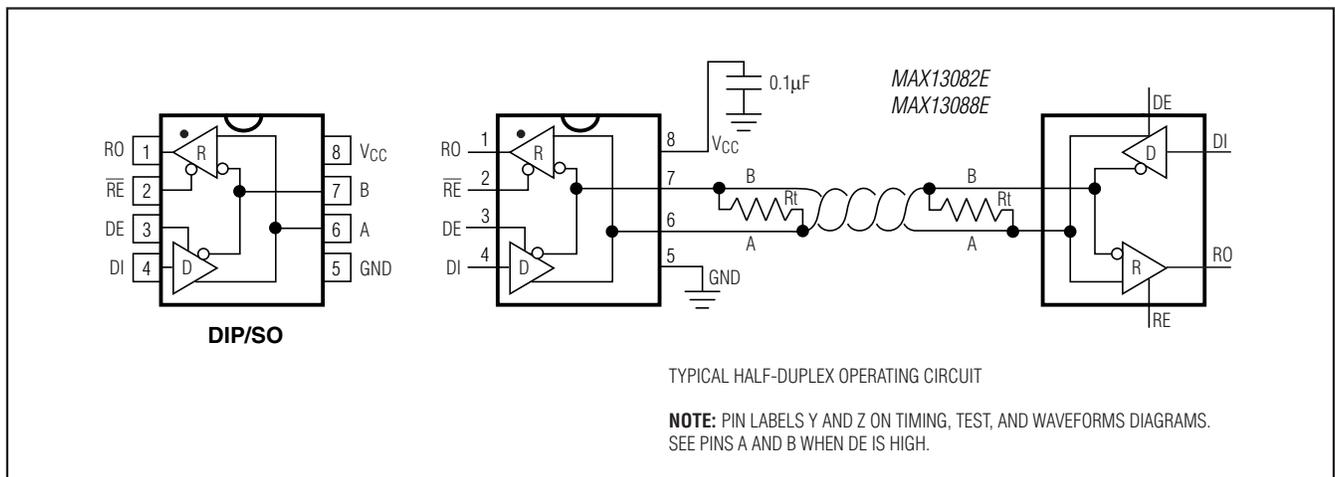 RO 1 R 8 VCC
R̅E̅ 2 7 B
DE 3 6 A
DI 4 D 5 GND
DIP/SO
0.1μF
RO 1 R 8 VCC
R̅E̅ 2 7
DE 3 6
DI 4 D 5 GND
B Rt A
B Rt A
MAX13082E
MAX13088E
DE
D DI
R RO
RE
TYPICAL HALF-DUPLEX OPERATING CIRCUIT
NOTE: PIN LABELS Y AND Z ON TIMING, TEST, AND WAVEFORMS DIAGRAMS.
SEE PINS A AND B WHEN DE IS HIGH.